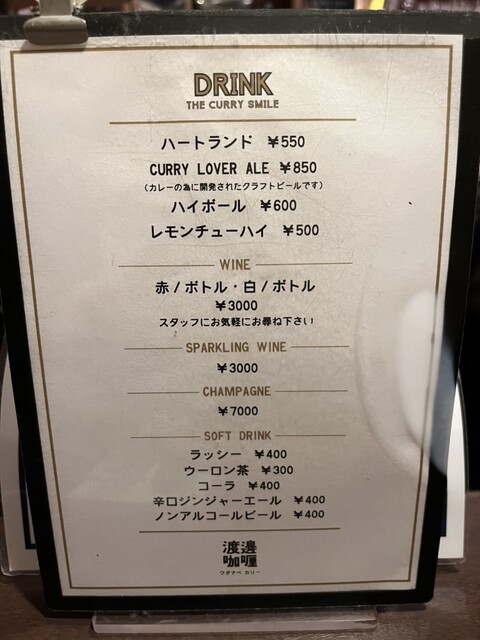 DRINK
THE CURRY SMILE
ハートランド ¥550
CURRY LOVER ALE ¥850
(カレーの為に開発されたクラフトビールです)
ハイボール ¥600
レモンチューハイ ¥500
WINE
赤/ボトル・白/ボトル
¥3000
スタッフにお気軽にお尋ね下さい
SPARKLING WINE
¥3000
CHAMPAGNE
¥7000
SOFT DRINK
ラッシー ¥400
ウーロン茶 ¥300
コーラ ¥400
辛口ジンジャーエール ¥400
ノンアルコールビール ¥400
渡邊
咖喱
ワタナベ カリー